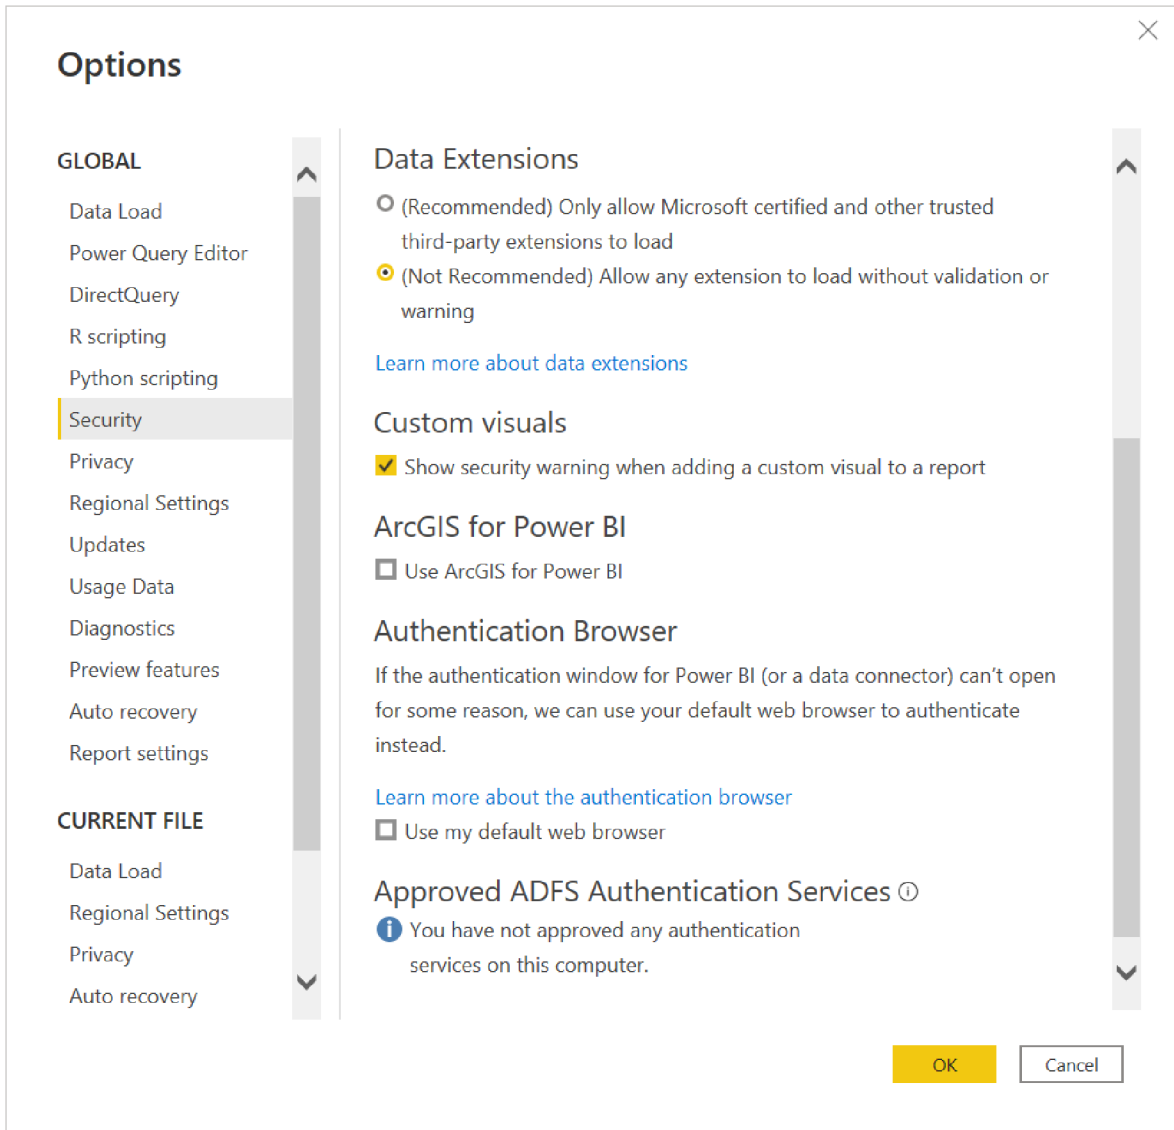 Options
GLOBAL
Data Load
Power Query Editor
DirectQuery
R scripting
Python scripting
Security
Privacy
Regional Settings
Updates
Usage Data
Diagnostics
Preview features
Auto recovery
Report settings
CURRENT FILE
Data Load
Regional Settings
Privacy
Auto recovery
Data Extensions
(Recommended) Only allow Microsoft certified and other trusted
third-party extensions to load
(Not Recommended) Allow any extension to load without validation or
warning
Learn more about data extensions
Custom visuals
Show security warning when adding a custom visual to a report
ArcGIS for Power BI
Use ArcGIS for Power BI
Authentication Browser
If the authentication window for Power BI (or a data connector) can't open
for some reason, we can use your default web browser to authenticate
instead.
Learn more about the authentication browser
Use my default web browser
Approved ADFS Authentication Services
You have not approved any authentication
services on this computer.
OK
Cancel